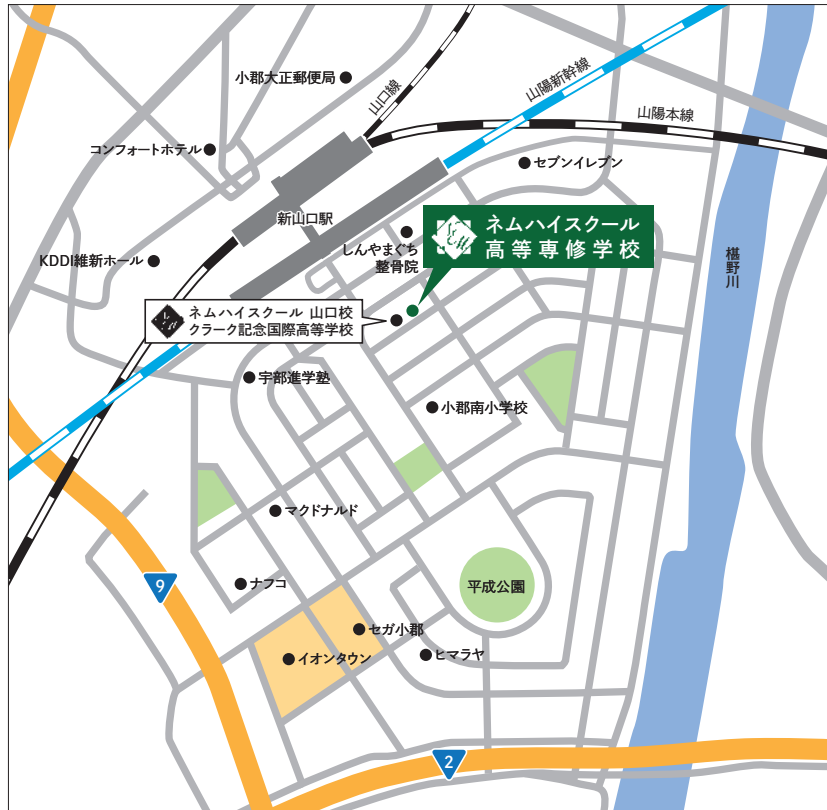 小郡大正郵便局
山口線
山陽新幹線
山陽本線
コンフォートホテル
セブンイレブン
新山口駅
しんやまぐち
整骨院
ネムハイスクール
高等専修学校
KDDI維新ホール
椹野川
ネムハイスクール 山口校
クラーク記念国際高等学校
宇部進学塾
小郡南小学校
マクドナルド
9
ナフコ
平成公園
セガ小郡
イオンタウン
ヒマラヤ
2